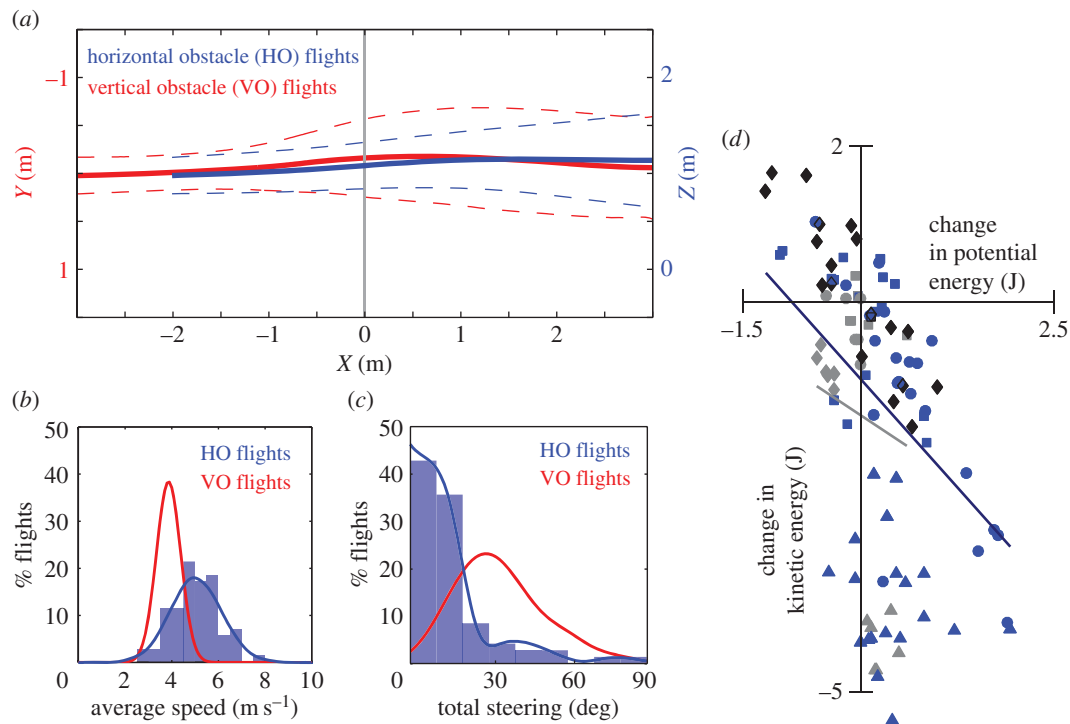 (a)
horizontal obstacle (HO) flights
vertical obstacle (VO) flights
–1
1
Y (m)
2
1
0
Z (m)
–2 –1 0 1 2
X (m)
(b)
50
40
30
20
10
0
% flights
HO flights
VO flights
2 4 6 8 10
average speed (m s⁻¹)
(c)
50
40
30
20
10
0
% flights
HO flights
VO flights
30 60 90
total steering (deg)
(d)
2
change
in potential
energy (J)
–1.5
2.5
change in
kinetic energy (J)
–5